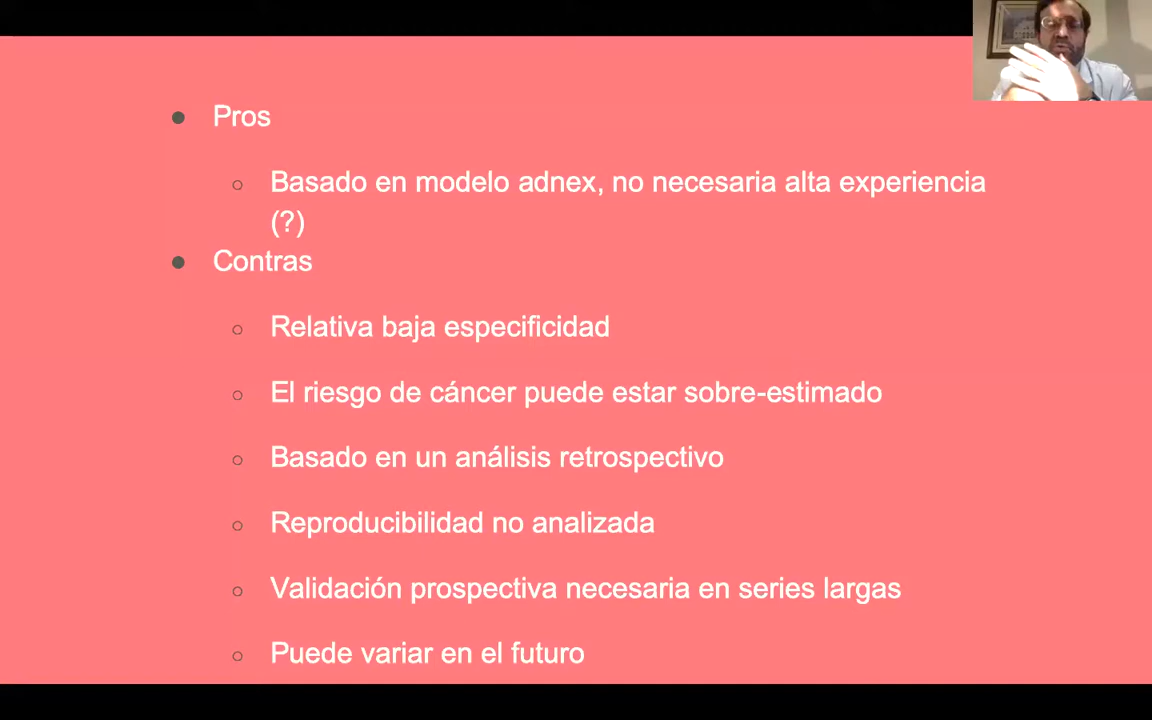 Pros
Basado en modelo adnex, no necesaria alta experiencia
(?)
Contras
Relativa baja especificidad
El riesgo de cáncer puede estar sobre-estimado
Basado en un análisis retrospectivo
Reproducibilidad no analizada
Validación prospectiva necesaria en series largas
Puede variar en el futuro